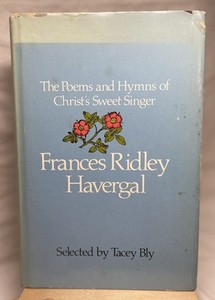 The Poems and Hymns of
Christ's Sweet Singer
Frances Ridley
Havergal
Selected by Tacey Bly